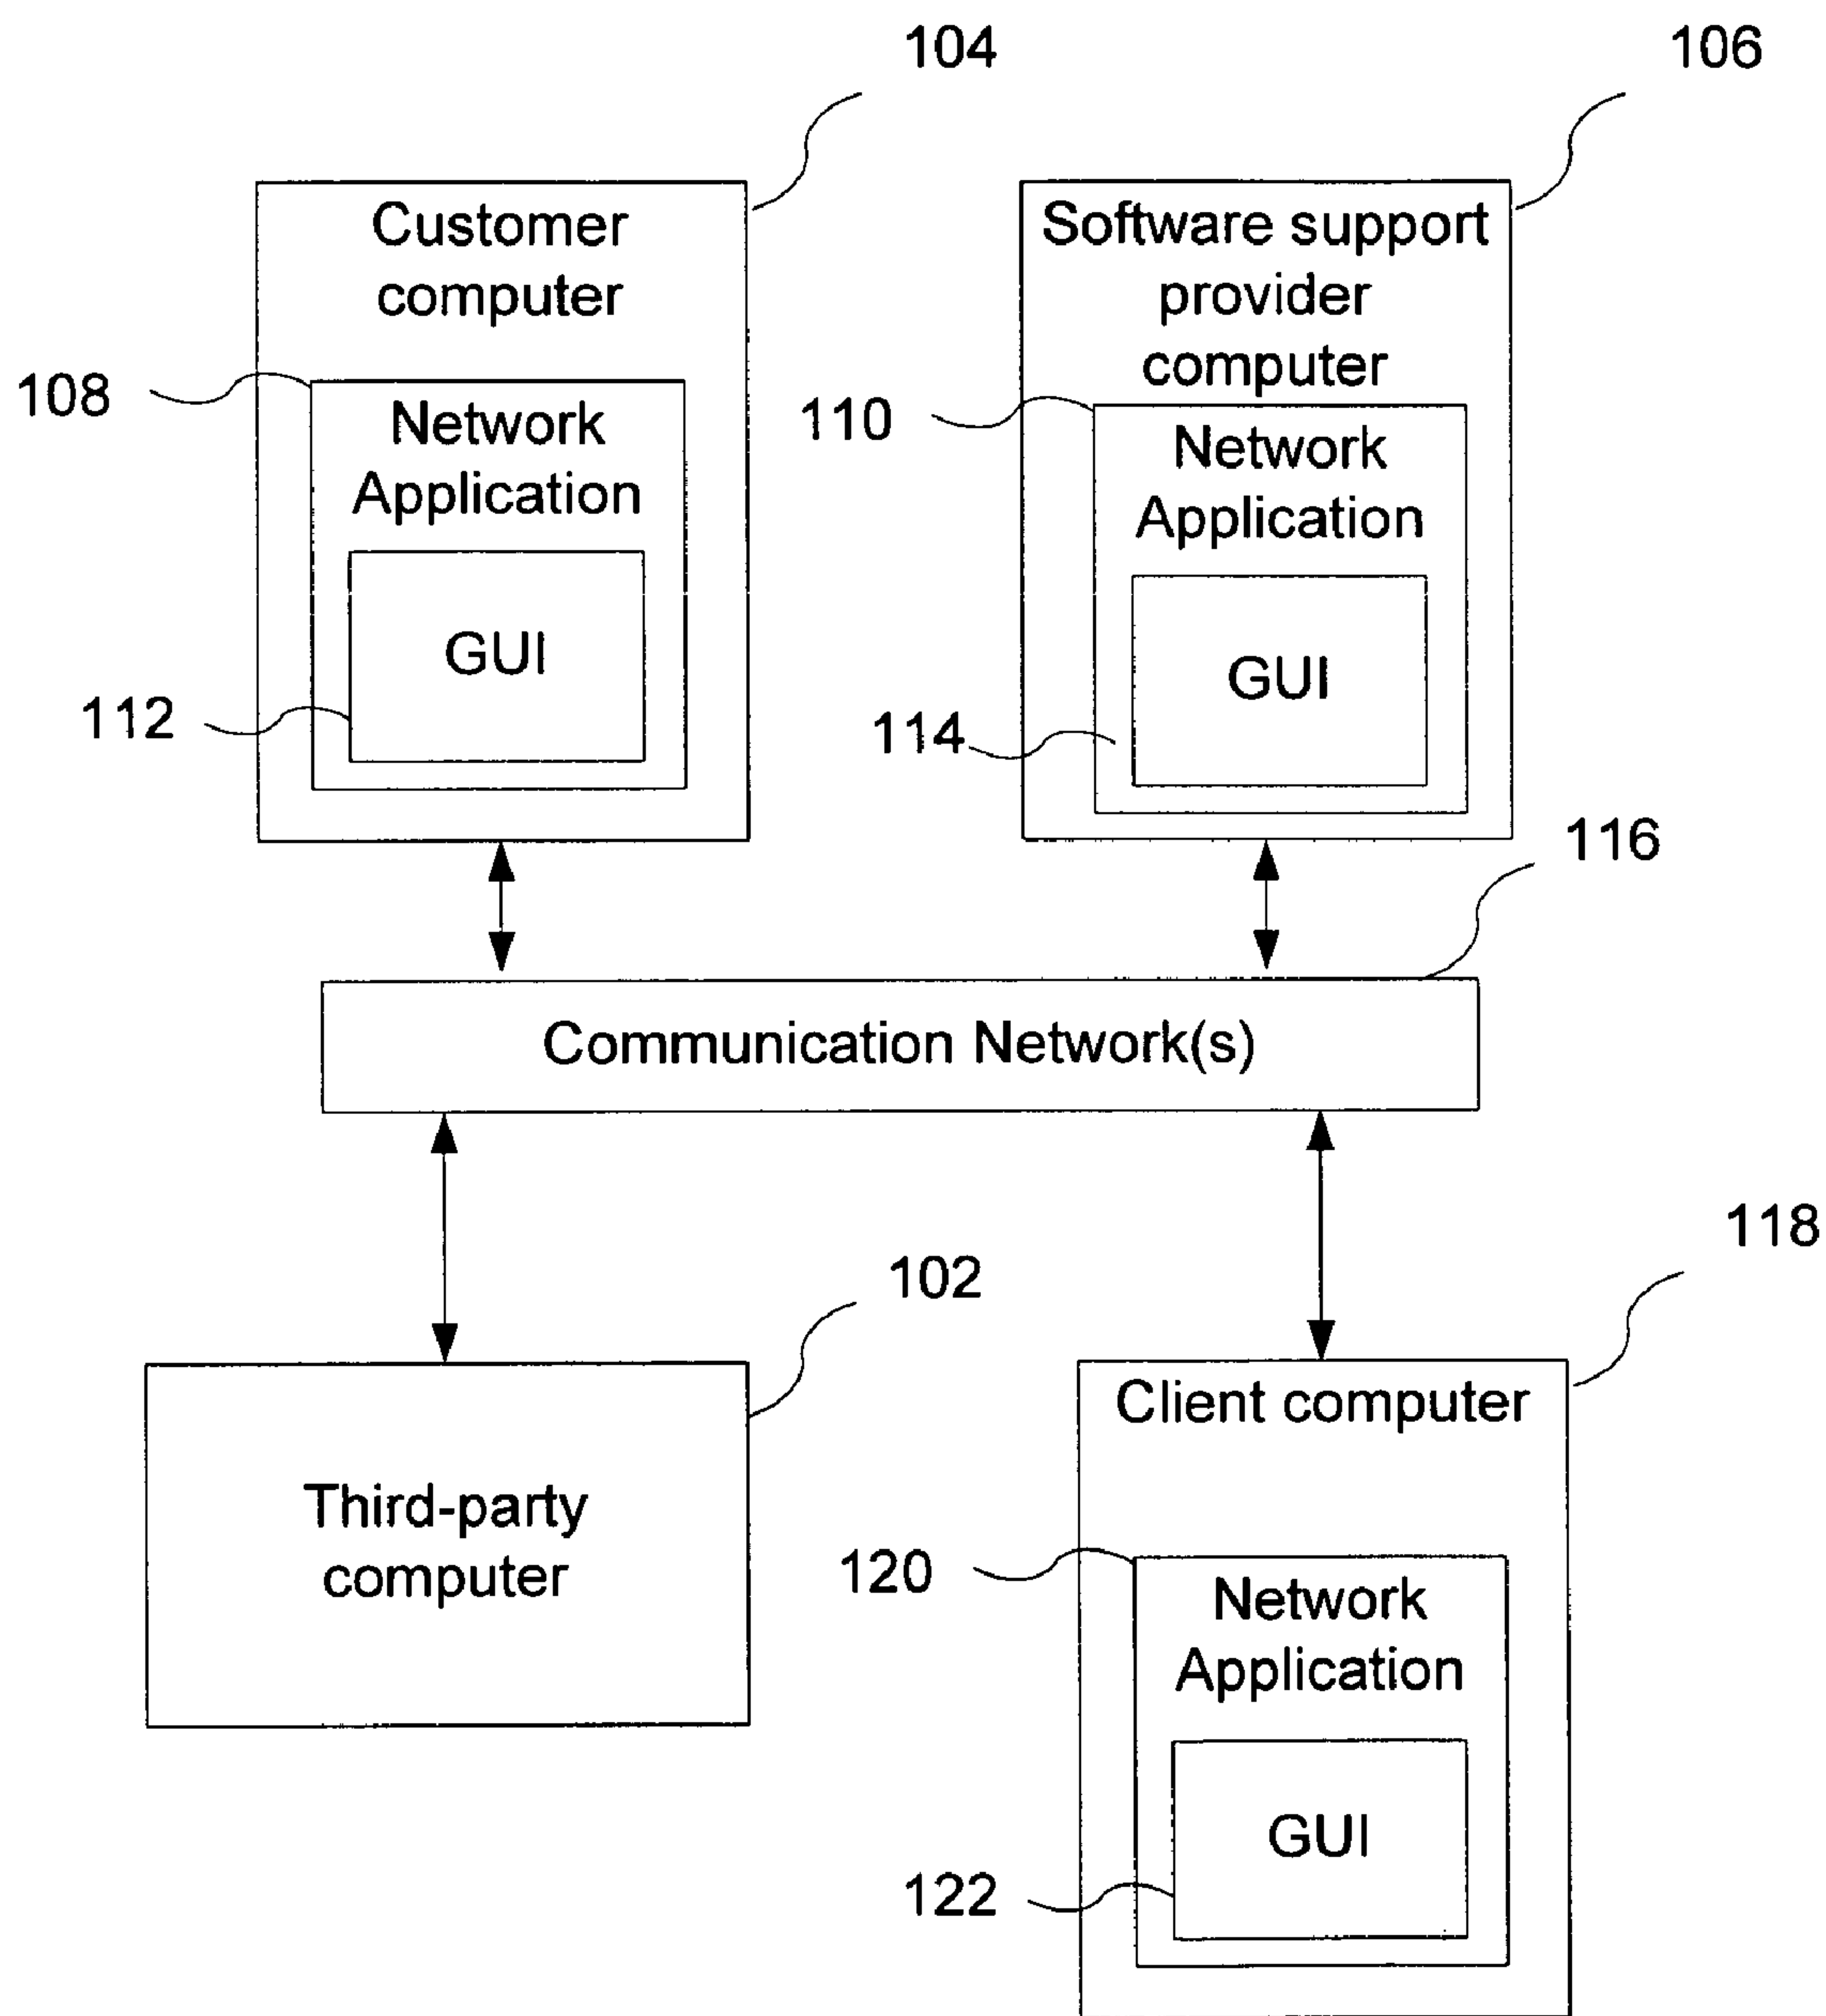 104
106
Customer
computer
Software support
provider
computer
108
Network
Application
110
Network
Application
GUI
GUI
112
114
116
Communication Network(s)
118
102
Client computer
Third-party
computer
120
Network
Application
GUI
122